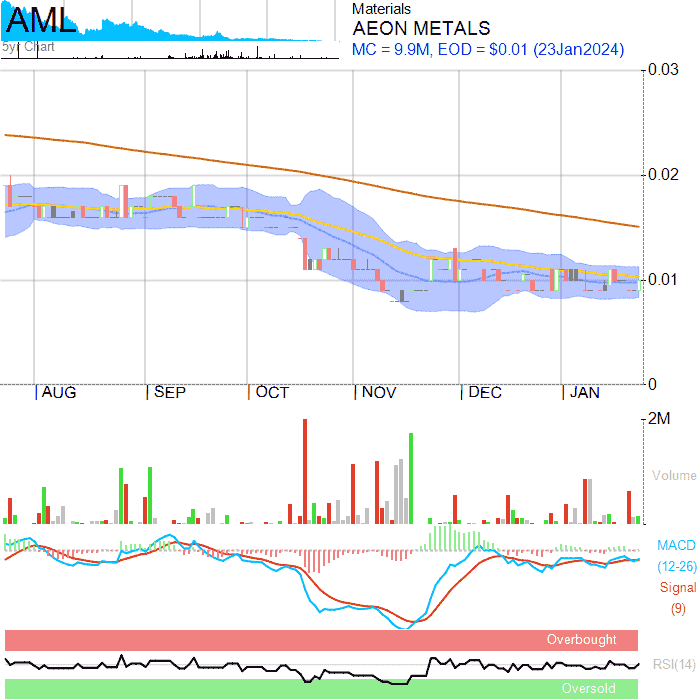 AML
5yr Chart
Materials
AEON METALS
MC = 9.9M, EOD = $0.01 (23Jan2024)
0.03
0.02
0.01
0
AUG
SEP
OCT
NOV
DEC
JAN
2M
Volume
MACD
(12-26)
Signal
(9)
Overbought
RSI(14)
Oversold